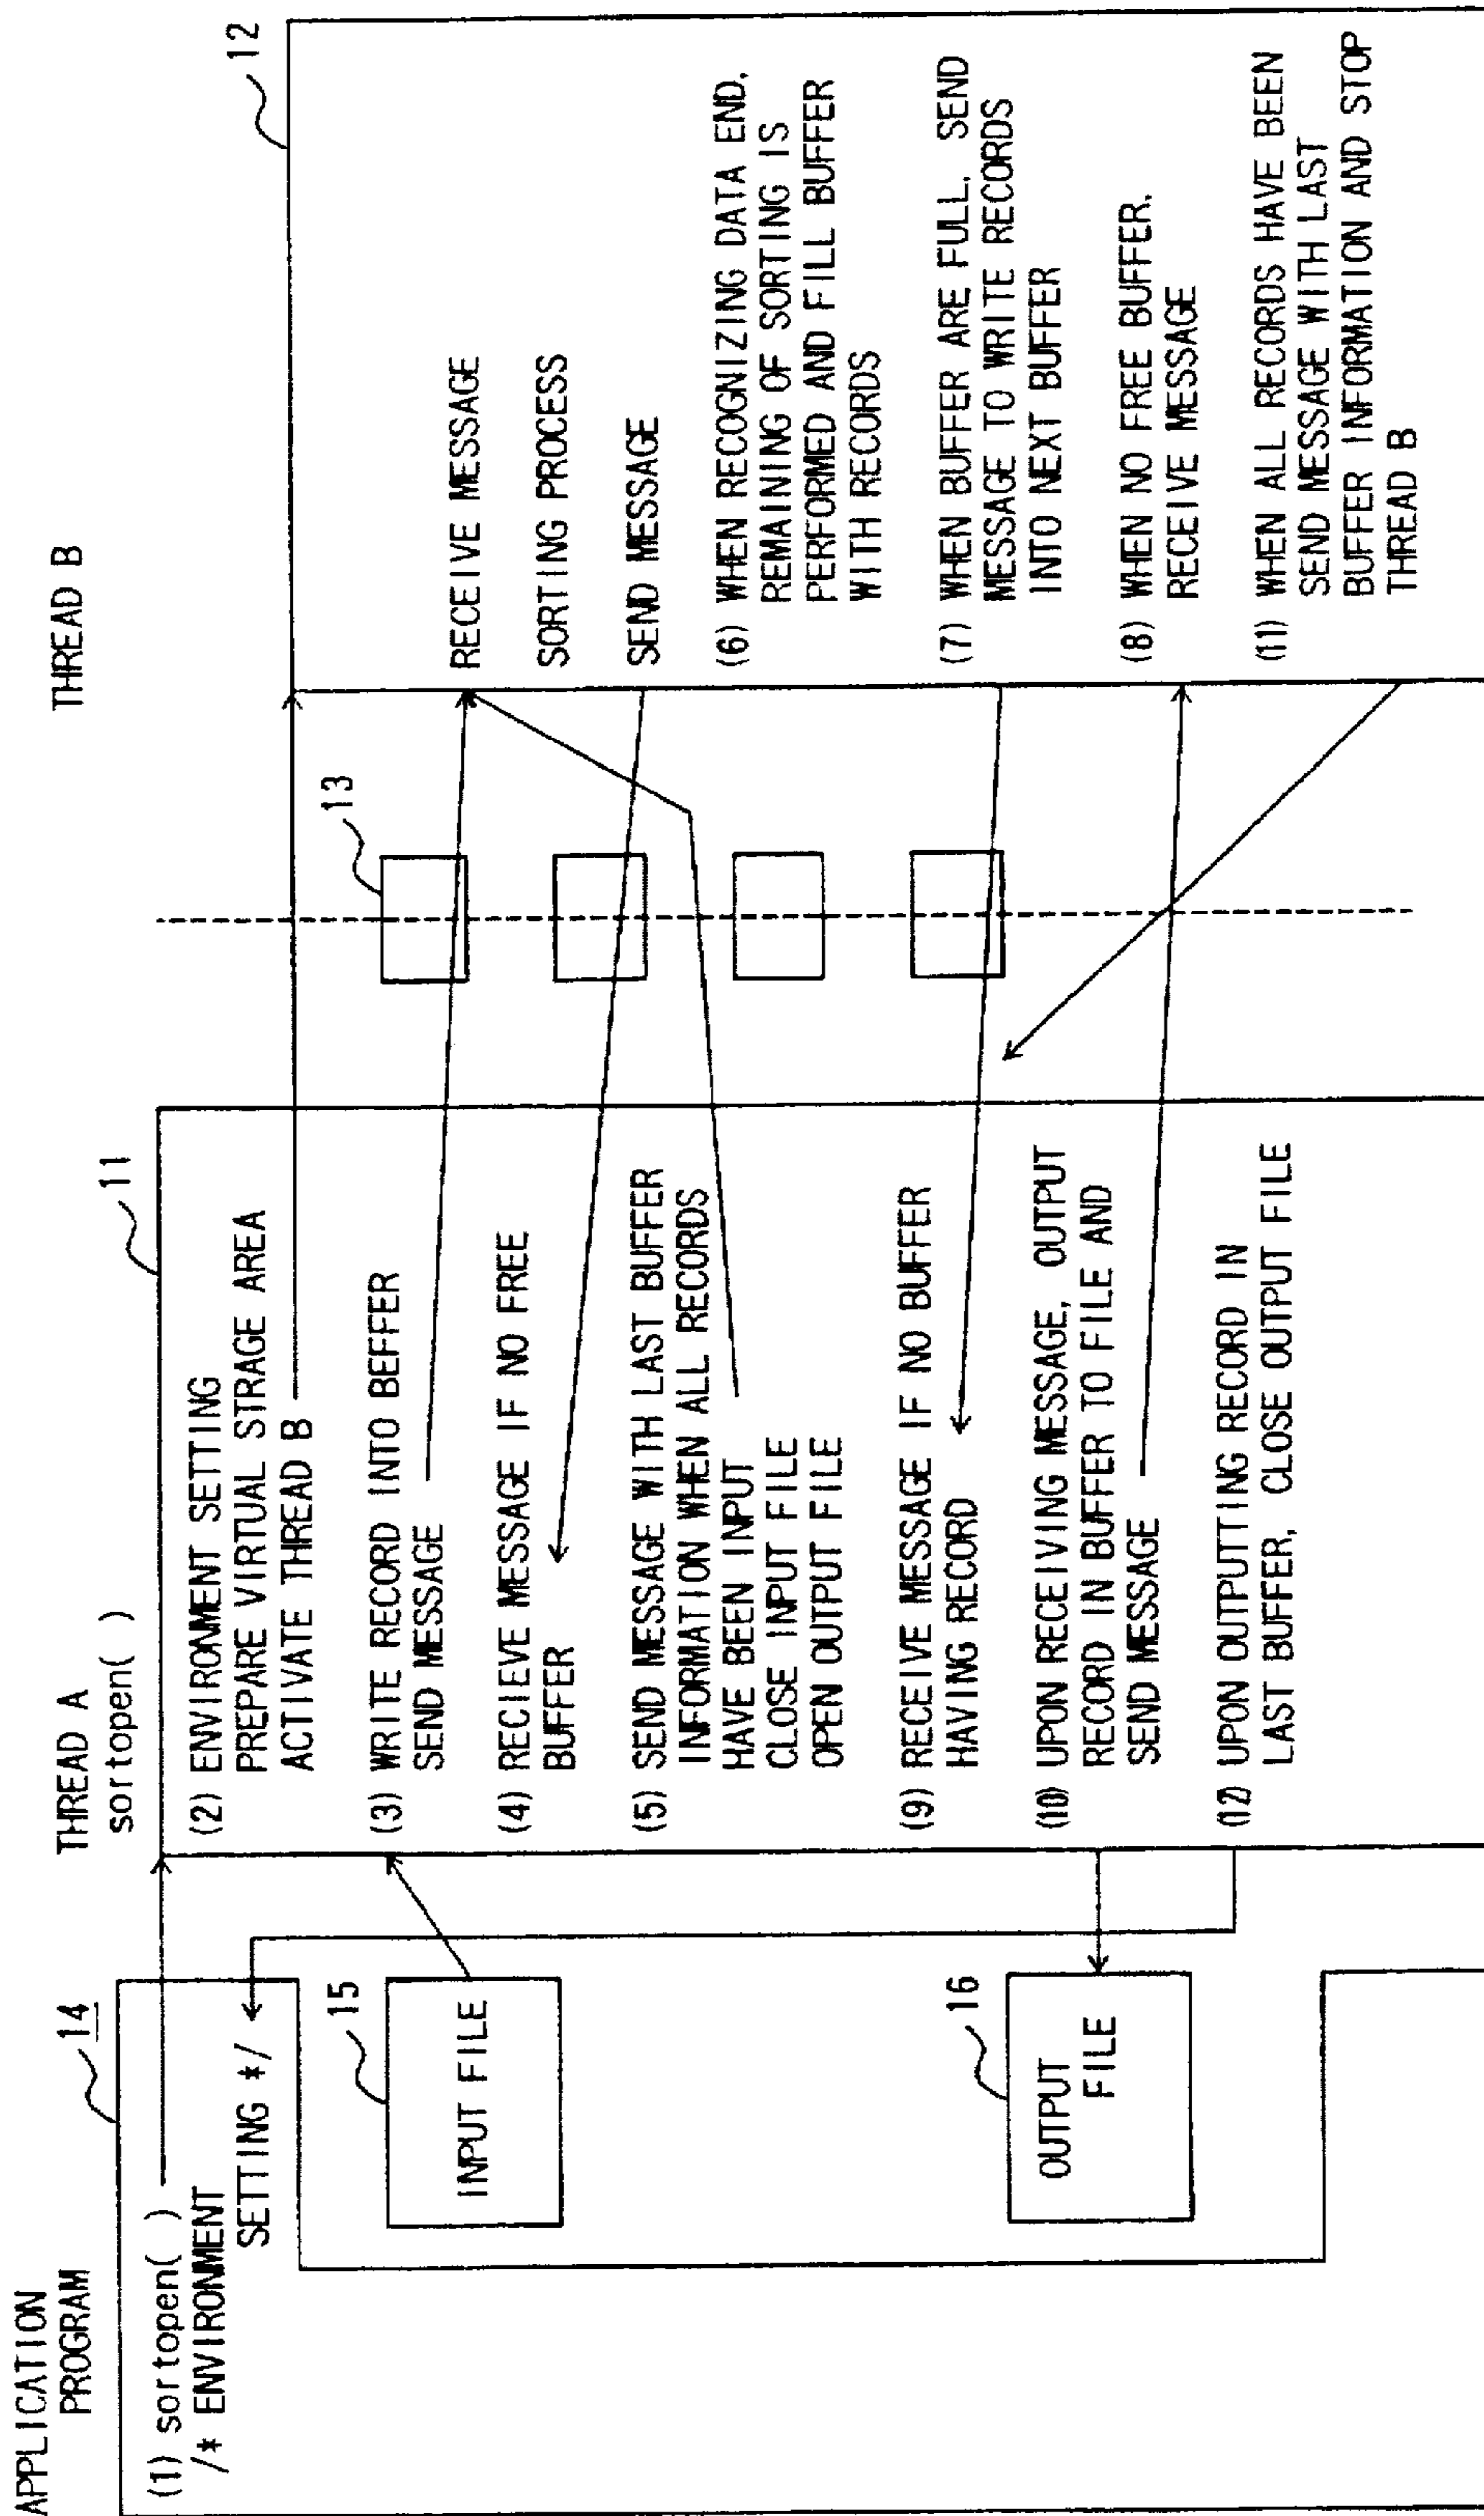 APPLICATION
PROGRAM
14
(1) sortopen( )
/* ENVIRONMENT
SETTING */
15
INPUT FILE
16
OUTPUT
FILE
THREAD A
sortopen( )
11
(2) ENVIRONMENT SETTING
PREPARE VIRTUAL STRAGE AREA
ACTIVATE THREAD B
(3) WRITE RECORD INTO BEFFER
SEND MESSAGE
(4) RECIEVE MESSAGE IF NO FREE
BUFFER
(5) SEND MESSAGE WITH LAST BUFFER
INFORMATION WHEN ALL RECORDS
HAVE BEEN INPUT
CLOSE INPUT FILE
OPEN OUTPUT FILE
(9) RECEIVE MESSAGE IF NO BUFFER
HAVING RECORD
(10) UPON RECEIVING MESSAGE, OUTPUT
RECORD IN BUFFER TO FILE AND
SEND MESSAGE
(12) UPON OUTPUTTING RECORD IN
LAST BUFFER, CLOSE OUTPUT FILE
13
THREAD B
12
RECEIVE MESSAGE
SORTING PROCESS
SEND MESSAGE
(6) WHEN RECOGNIZING DATA END,
REMAINING OF SORTING IS
PERFORMED AND FILL BUFFER
WITH RECORDS
(7) WHEN BUFFER ARE FULL, SEND
MESSAGE TO WRITE RECORDS
INTO NEXT BUFFER
(8) WHEN NO FREE BUFFER,
RECEIVE MESSAGE
(11) WHEN ALL RECORDS HAVE BEEN
SEND MESSAGE WITH LAST
BUFFER INFORMATION AND STOP
THREAD B